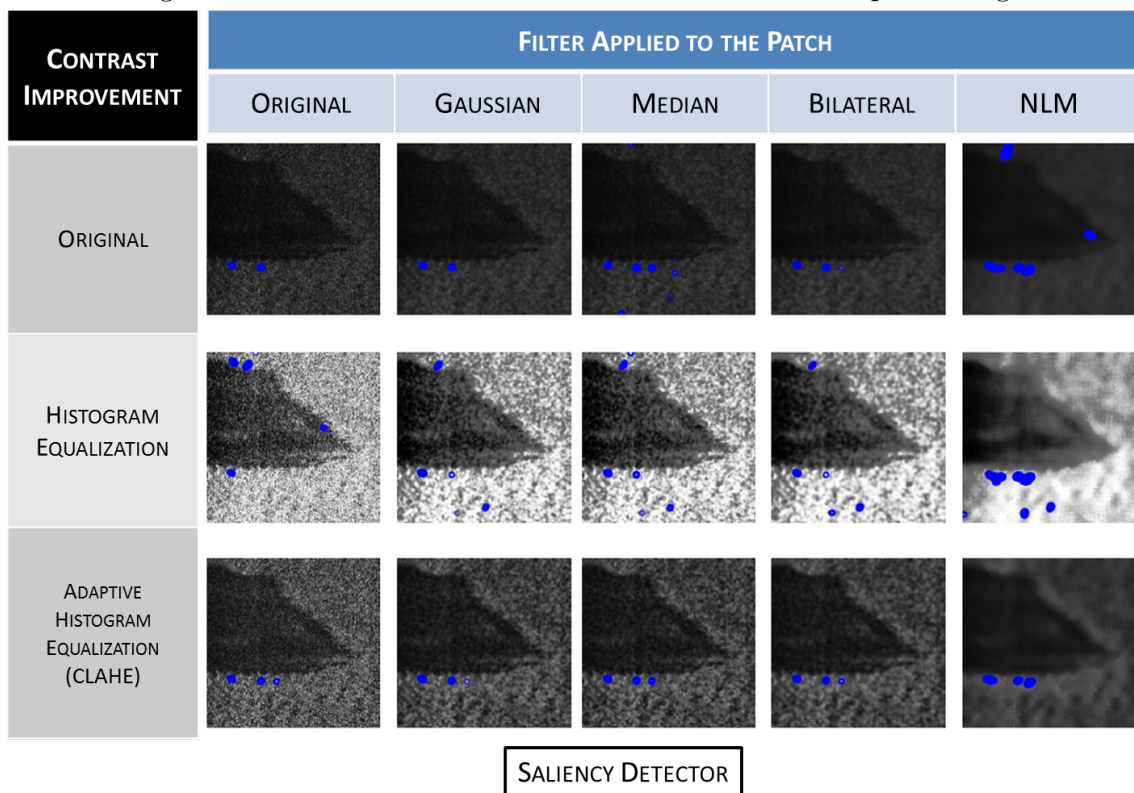 CONTRAST
IMPROVEMENT
FILTER APPLIED TO THE PATCH
ORIGINAL
GAUSSIAN
MEDIAN
BILATERAL
NLM
ORIGINAL
HISTOGRAM
EQUALIZATION
ADAPTIVE
HISTOGRAM
EQUALIZATION
(CLAHE)
SALIENCY DETECTOR